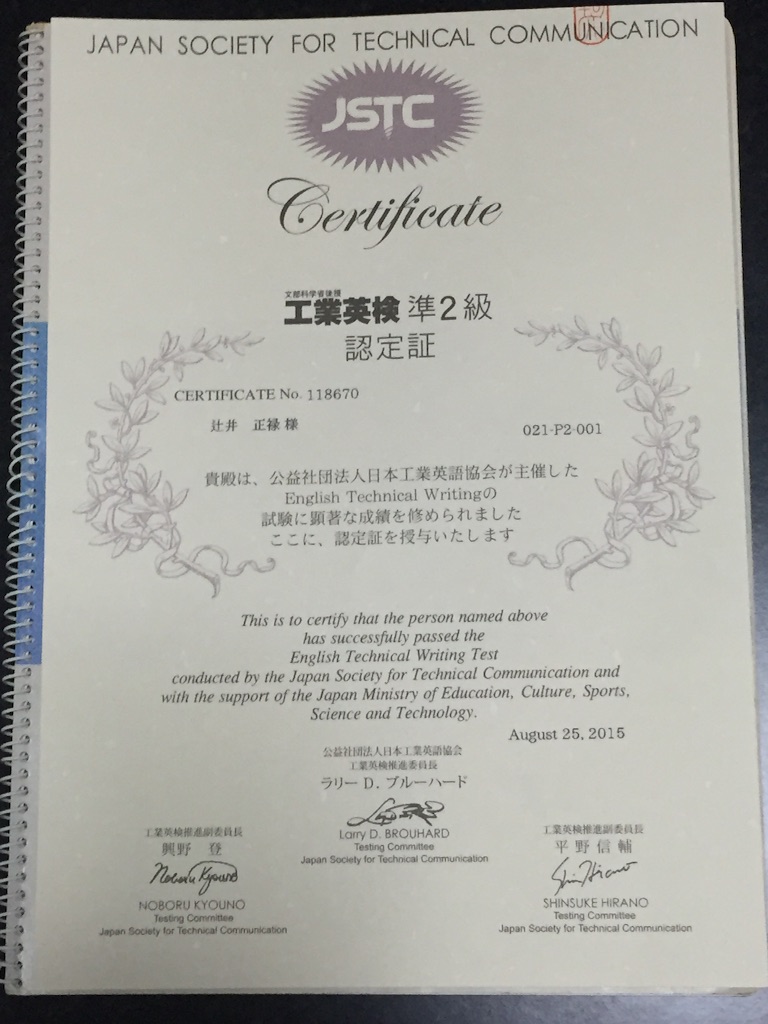 JAPAN SOCIETY FOR TECHNICAL COMMUNICATION
JSTC
Certificate
文部科学省後援
工業英検 準2級
認定証
CERTIFICATE No. 118670
辻井 正禄 様
021-P2-001
貴殿は、公益社団法人日本工業英語協会が主催した
English Technical Writingの
試験に顕著な成績を修められました
ここに、認定証を授与いたします
This is to certify that the person named above
has successfully passed the
English Technical Writing Test
conducted by the Japan Society for Technical Communication and
with the support of the Japan Ministry of Education, Culture, Sports,
Science and Technology.
August 25, 2015
公益社団法人日本工業英語協会
工業英検推進委員長
ラリー D. ブルーハード
Larry D. BROUHARD
Testing Committee
Japan Society for Technical Communication
工業英検推進副委員長
興野 登
Noboru Kyouno
NOBORU KYOUNO
Testing Committee
Japan Society for Technical Communication
工業英検推進副委員長
平野信輔
Shin Hirano
SHINSUKE HIRANO
Testing Committee
Japan Society for Technical Communication